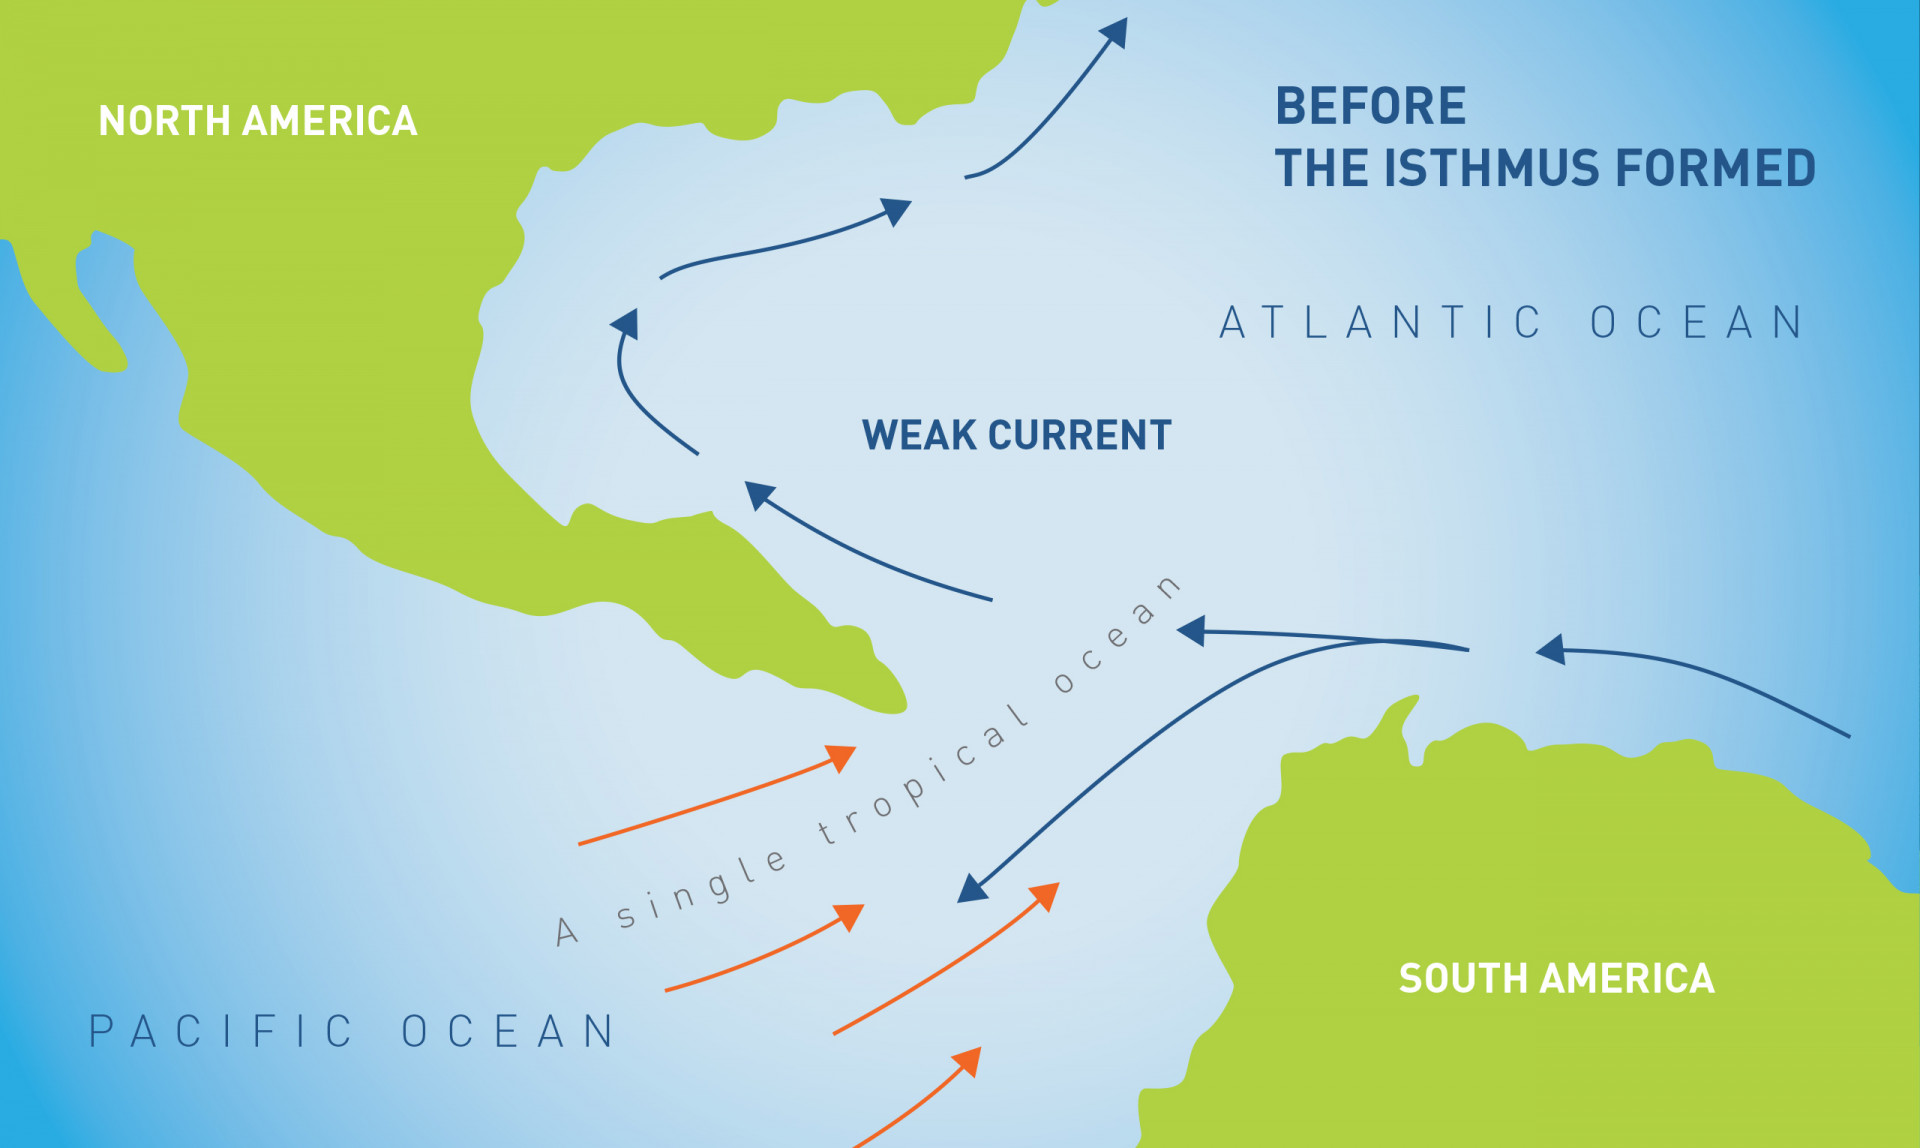 NORTH AMERICA
BEFORE
THE ISTHMUS FORMED
ATLANTIC OCEAN
WEAK CURRENT
A single tropical ocean
SOUTH AMERICA
PACIFIC OCEAN